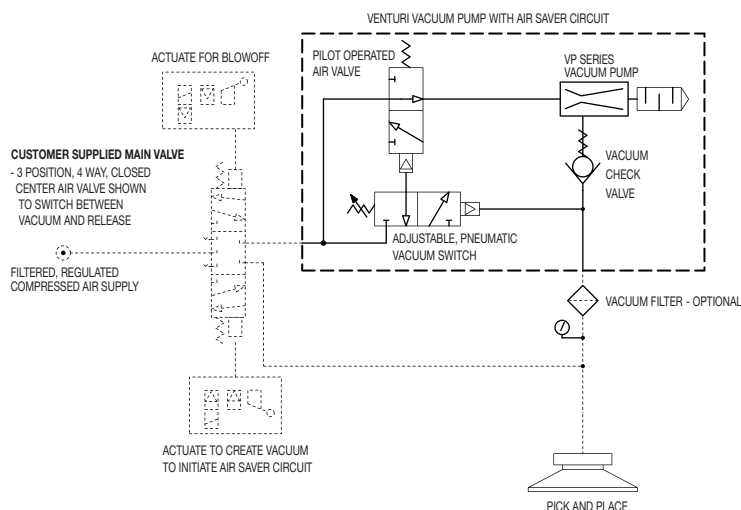 VENTURI VACUUM PUMP WITH AIR SAVER CIRCUIT
ACTUATE FOR BLOWOFF
PILOT OPERATED
AIR VALVE
VP SERIES
VACUUM PUMP
CUSTOMER SUPPLIED MAIN VALVE
- 3 POSITION, 4 WAY, CLOSED
CENTER AIR VALVE SHOWN
TO SWITCH BETWEEN
VACUUM AND RELEASE
VACUUM
CHECK
VALVE
ADJUSTABLE, PNEUMATIC
VACUUM SWITCH
FILTERED, REGULATED
COMPRESSED AIR SUPPLY
VACUUM FILTER - OPTIONAL
ACTUATE TO CREATE VACUUM
TO INITIATE AIR SAVER CIRCUIT
PICK AND PLACE